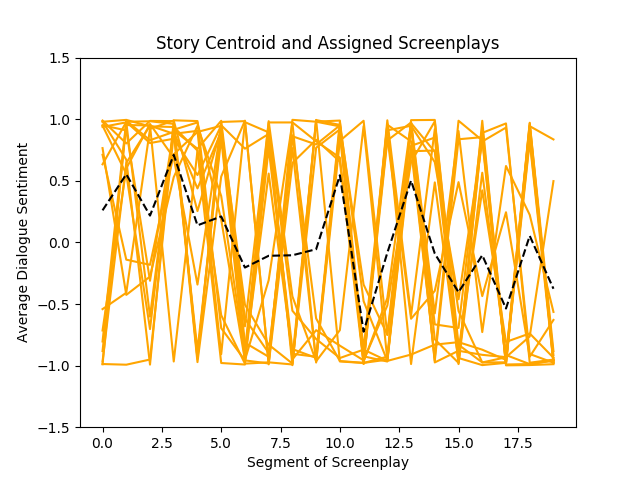 Story Centroid and Assigned Screenplays
Average Dialogue Sentiment
1.5
1.0
0.5
0.0
−0.5
−1.0
−1.5
0.0 2.5 5.0 7.5 10.0 12.5 15.0 17.5
Segment of Screenplay